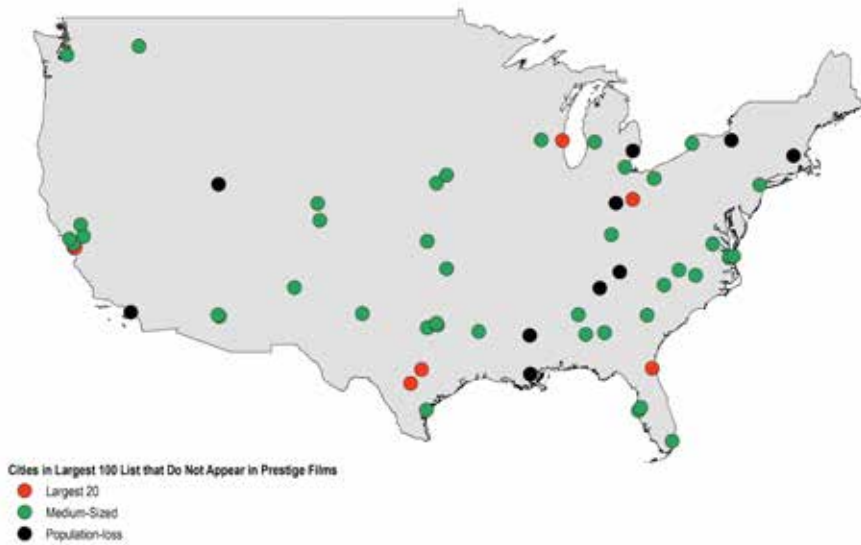 Cities in Largest 100 List that Do Not Appear in Prestige Films
Largest 20
Medium-Sized
Population-loss